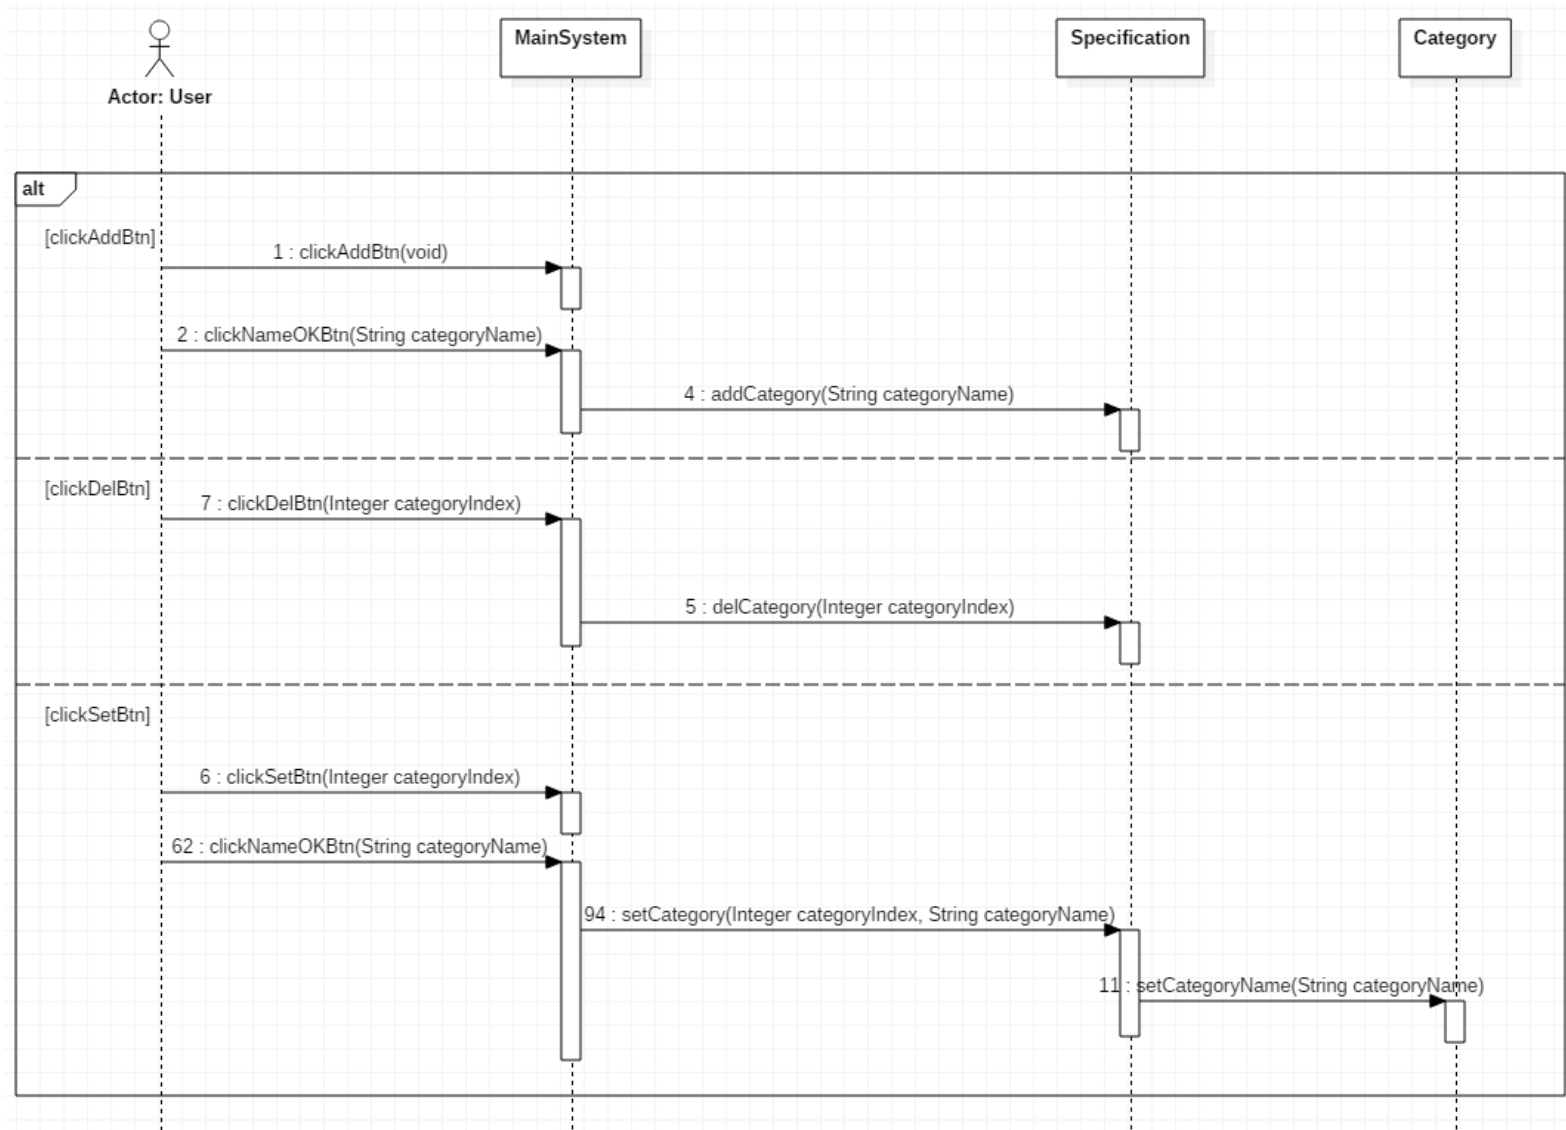 MainSystem
Specification
Category
Actor: User
alt
[clickAddBtn]
1 : clickAddBtn(void)
2 : clickNameOKBtn(String categoryName)
4 : addCategory(String categoryName)
[clickDelBtn]
7 : clickDelBtn(Integer categoryIndex)
5 : delCategory(Integer categoryIndex)
[clickSetBtn]
6 : clickSetBtn(Integer categoryIndex)
62 : clickNameOKBtn(String categoryName)
94 : setCategory(Integer categoryIndex, String categoryName)
11 : setCategoryName(String categoryName)